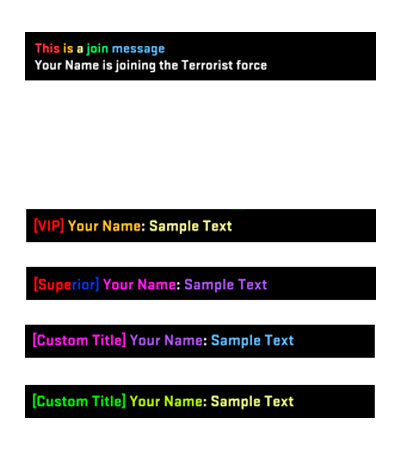 This is a join message
Your Name is joining the Terrorist force
[VIP] Your Name: Sample Text
[Superior] Your Name: Sample Text
[Custom Title] Your Name: Sample Text
[Custom Title] Your Name: Sample Text